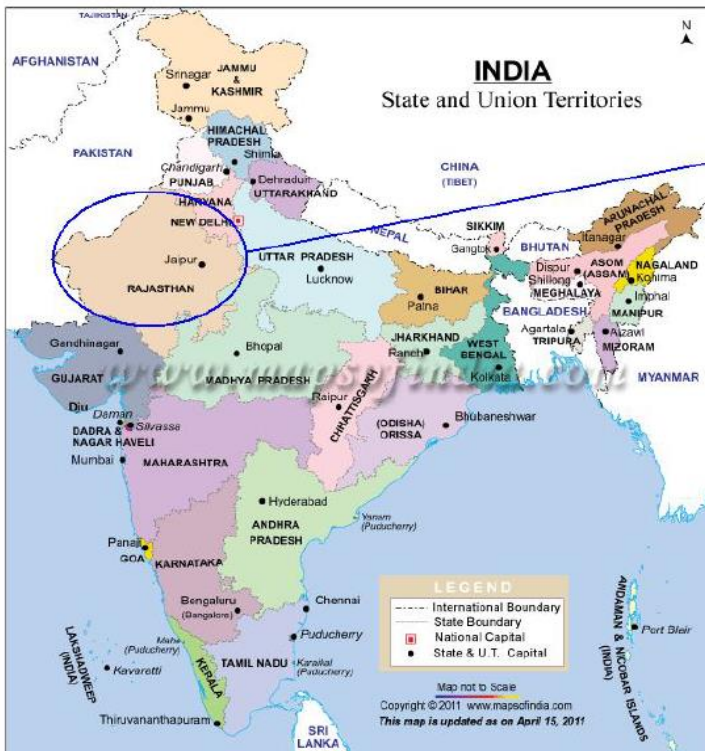 TAJIKISTAN
AFGHANISTAN
JAMMU
&
KASHMIR
Srinagar
Jammu
N
INDIA
State and Union Territories
PAKISTAN
HIMACHAL
PRADESH
Shimla
Chandigarh
PUNJAB
Dehradun
UTTARAKHAND
CHINA
(TIBET)
HARYANA
NEW DELHI
NEPAL
SIKKIM
Gangtok
BHUTAN
ARUNACHAL
PRADESH
Itanagar
Jaipur
RAJASTHAN
UTTAR PRADESH
Lucknow
BIHAR
Patna
Dispur
Shillong
MEGHALAYA
ASOM
(ASSAM)
NAGALAND
Kohima
Imphal
MANIPUR
BANGLADESH
Agartala
TRIPURA
Aizawl
MIZORAM
MYANMAR
Gandhinagar
GUJARAT
Bhopal
MADHYA PRADESH
JHARKHAND
Ranchi
WEST
BENGAL
Kolkata
www.mapsofindia.com
Diu
Daman
Silvassa
DADRA &
NAGAR HAVELI
Mumbai
MAHARASHTRA
Raipur
CHHATTISGARH
(ODISHA)
ORISSA
Bhubaneshwar
Hyderabad
ANDHRA
PRADESH
Yanam
(Puducherry)
Panaji
GOA
KARNATAKA
Bengaluru
(Bangalore)
Chennai
Puducherry
Mahe
(Puducherry)
Karaikal
(Puducherry)
TAMIL NADU
KERALA
LAKSHADWEEP
(INDIA)
Kavaratti
Thiruvananthapuram
SRI
LANKA
ANDAMAN & NICOBAR ISLANDS
(INDIA)
Port Blair
LEGEND
International Boundary
State Boundary
National Capital
State & U.T. Capital
Map not to Scale
Copyright © 2011 www.mapsofindia.com
This map is updated as on April 15, 2011